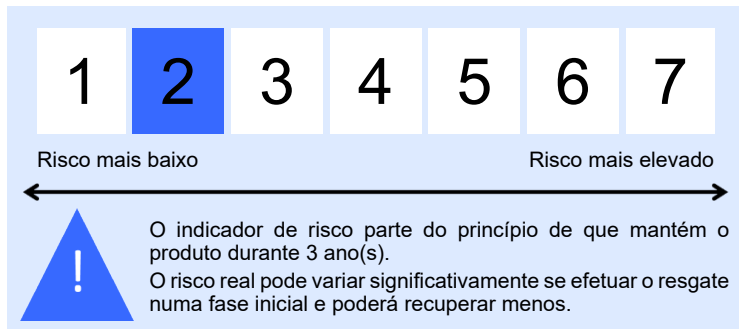 1 2 3 4 5 6 7
Risco mais baixo Risco mais elevado
!
O indicador de risco parte do princípio de que mantém o
produto durante 3 ano(s).
O risco real pode variar significativamente se efetuar o resgate
numa fase inicial e poderá recuperar menos.